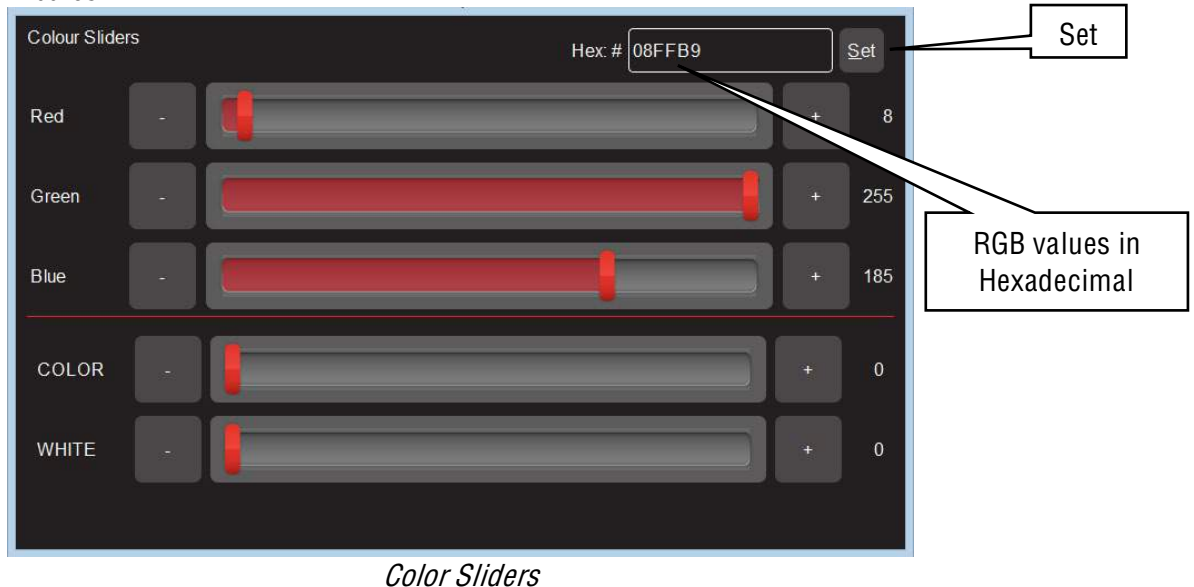 Colour Sliders
Hex: # 08FFB9 Set
Set
Red - + 8
Green - + 255
Blue - + 185
RGB values in
Hexadecimal
COLOR - + 0
WHITE - + 0
Color Sliders